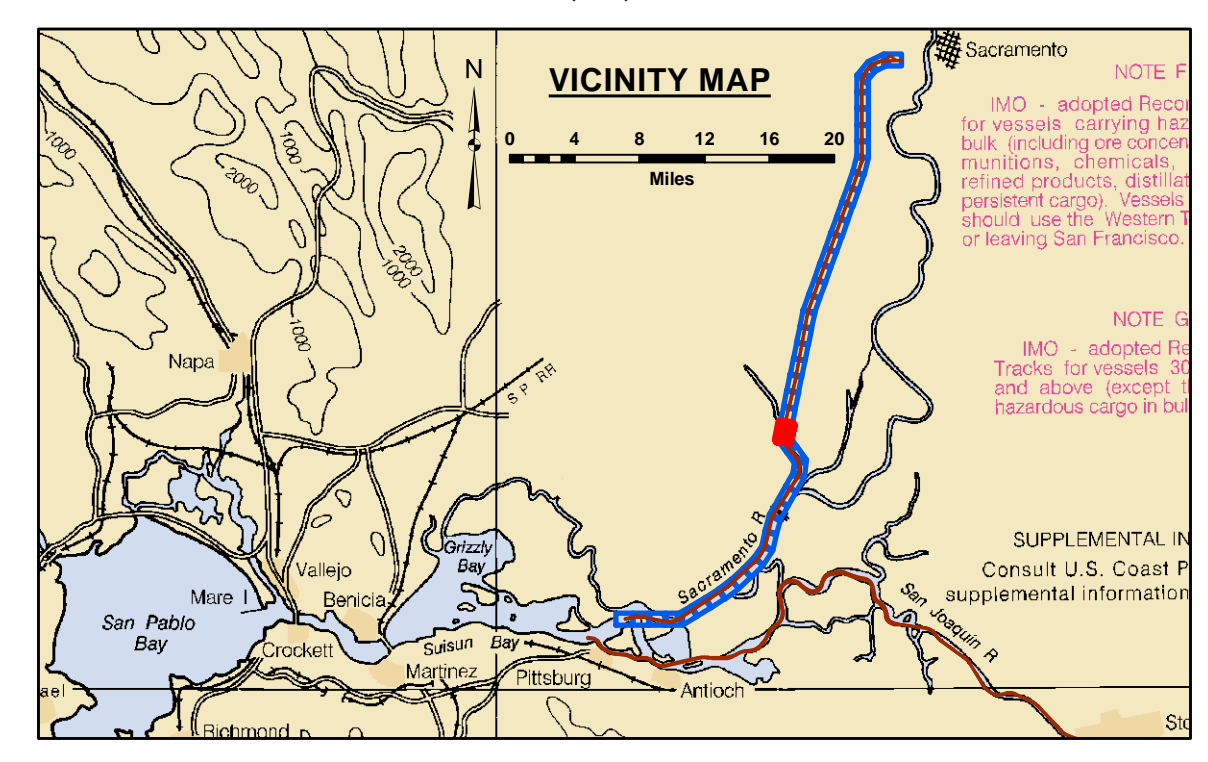 Sacramento
N
VICINITY MAP
NOTE F
IMO - adopted Recor
for vessels carrying haz
bulk (including ore concen
munitions, chemicals,
refined products, distillat
persistent cargo). Vessels
should use the Western T
or leaving San Francisco.
0 4 8 12 16 20
Miles
1000
2000
1000
2000
1000
1000
NOTE G
IMO - adopted Re
Tracks for vessels 30
and above (except t
hazardous cargo in bul
Napa
S P RR
Grizzly
Bay
Sacramento R
SUPPLEMENTAL IN
Consult U.S. Coast P
supplemental information
Vallejo
Mare I
Benicia
San Pablo
Bay
Crockett
Suisun Bay
San Joaquin R
Martinez
Pittsburg
Antioch
ael
Richmond
Sto